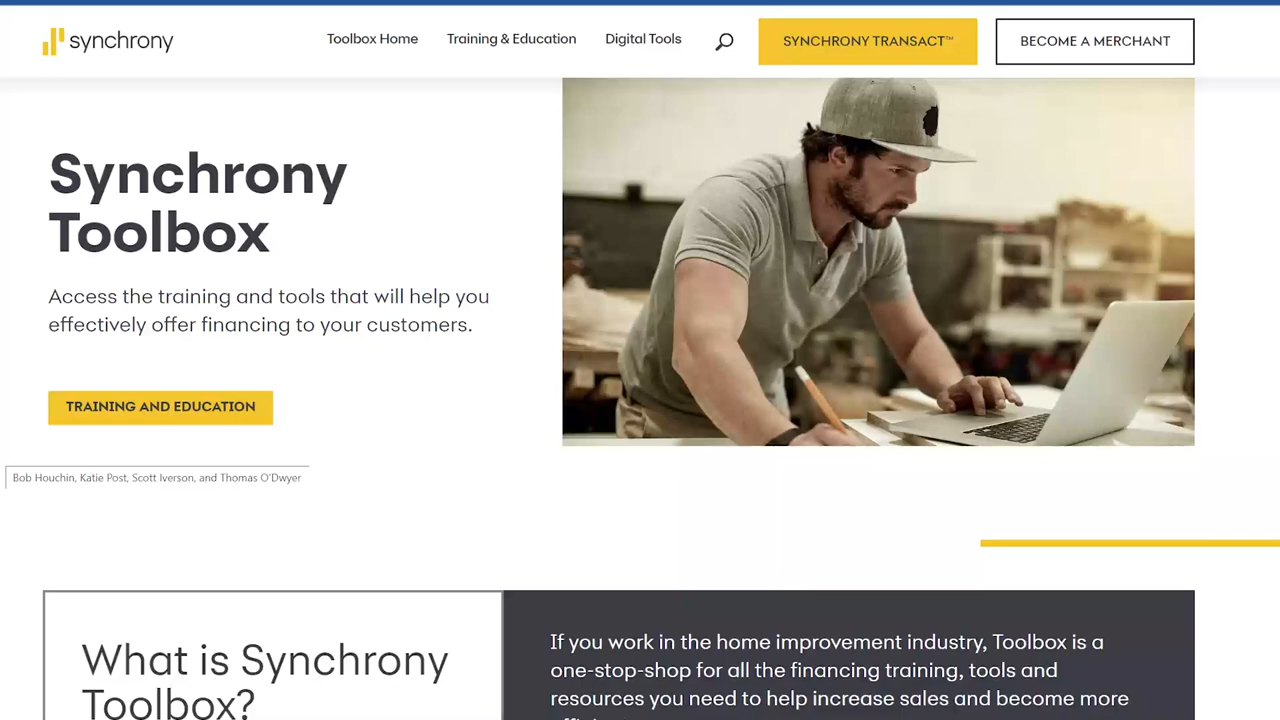 synchrony
Toolbox Home
Training & Education
Digital Tools
SYNCHRONY TRANSACT™
BECOME A MERCHANT
Synchrony
Toolbox
Access the training and tools that will help you
effectively offer financing to your customers.
TRAINING AND EDUCATION
Bob Houchin, Katie Post, Scott Iverson, and Thomas O'Dwyer
What is Synchrony
Toolbox?
If you work in the home improvement industry, Toolbox is a
one-stop-shop for all the financing training, tools and
resources you need to help increase sales and become more